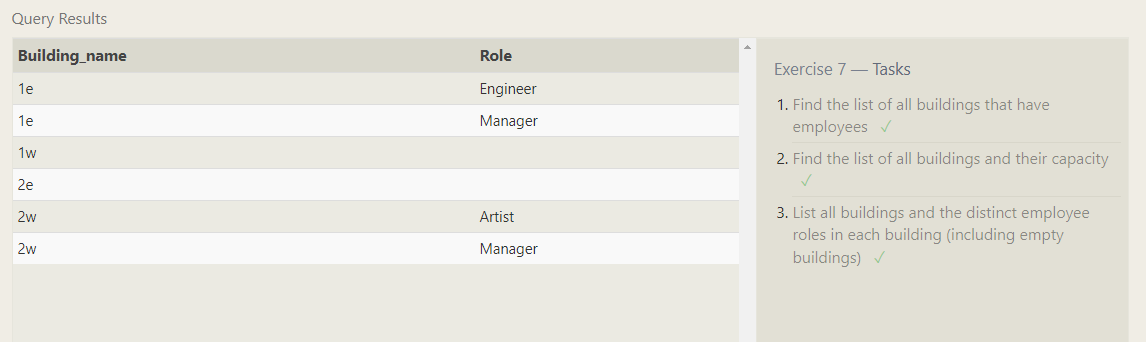 Query Results
Building_name Role
1e Engineer
1e Manager
1w
2e
2w Artist
2w Manager
Exercise 7 — Tasks
1. Find the list of all buildings that have
employees ✓
2. Find the list of all buildings and their capacity
✓
3. List all buildings and the distinct employee
roles in each building (including empty
buildings) ✓